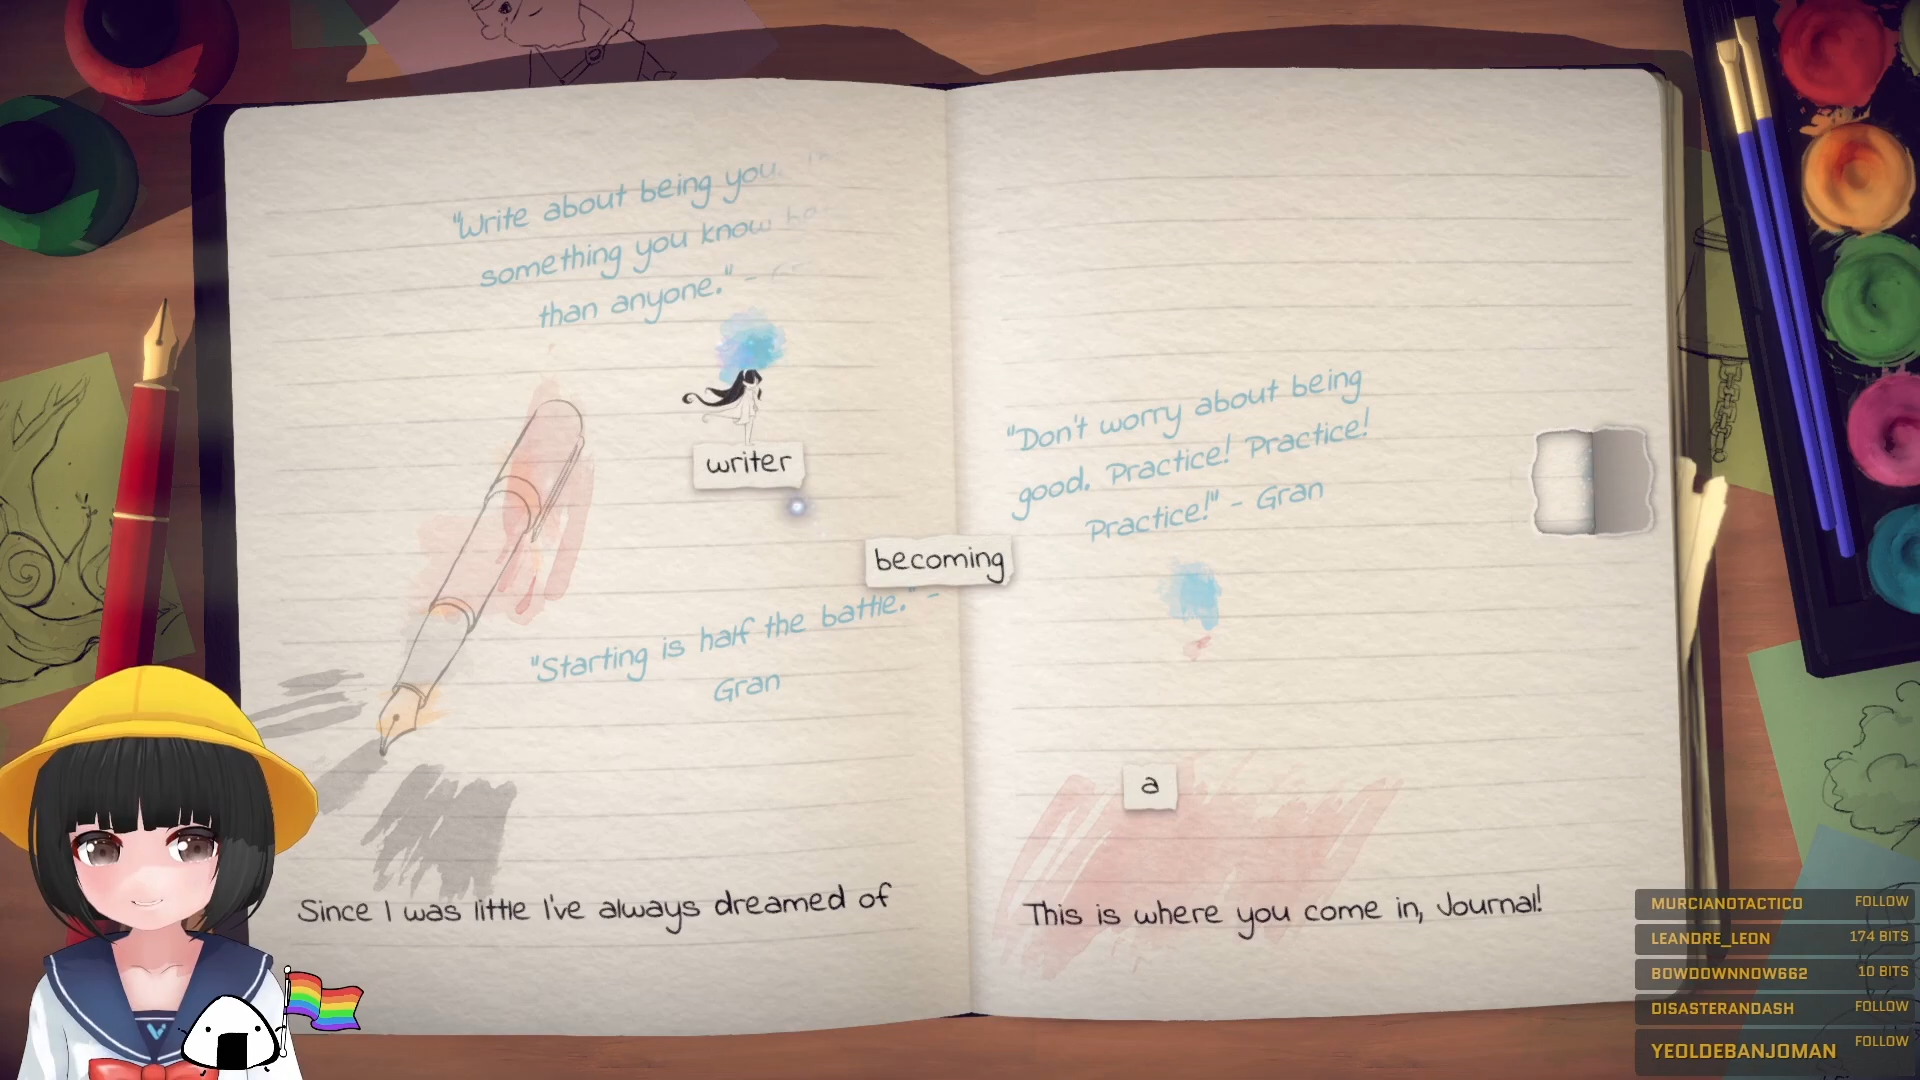 "Write about being you.
something you know
than anyone." -
writer
becoming
"Starting is half the battle." -
Gran
Since I was little I've always dreamed of
"Don't worry about being
good. Practice! Practice!
Practice!" - Gran
a
This is where you come in, Journal!
MURCIANOTACTICO FOLLOW
LEANDRE_LEON 174 BITS
BOWDOWNNOW662 10 BITS
DISASTERANDASH FOLLOW
YEOLDEBANJOMAN FOLLOW